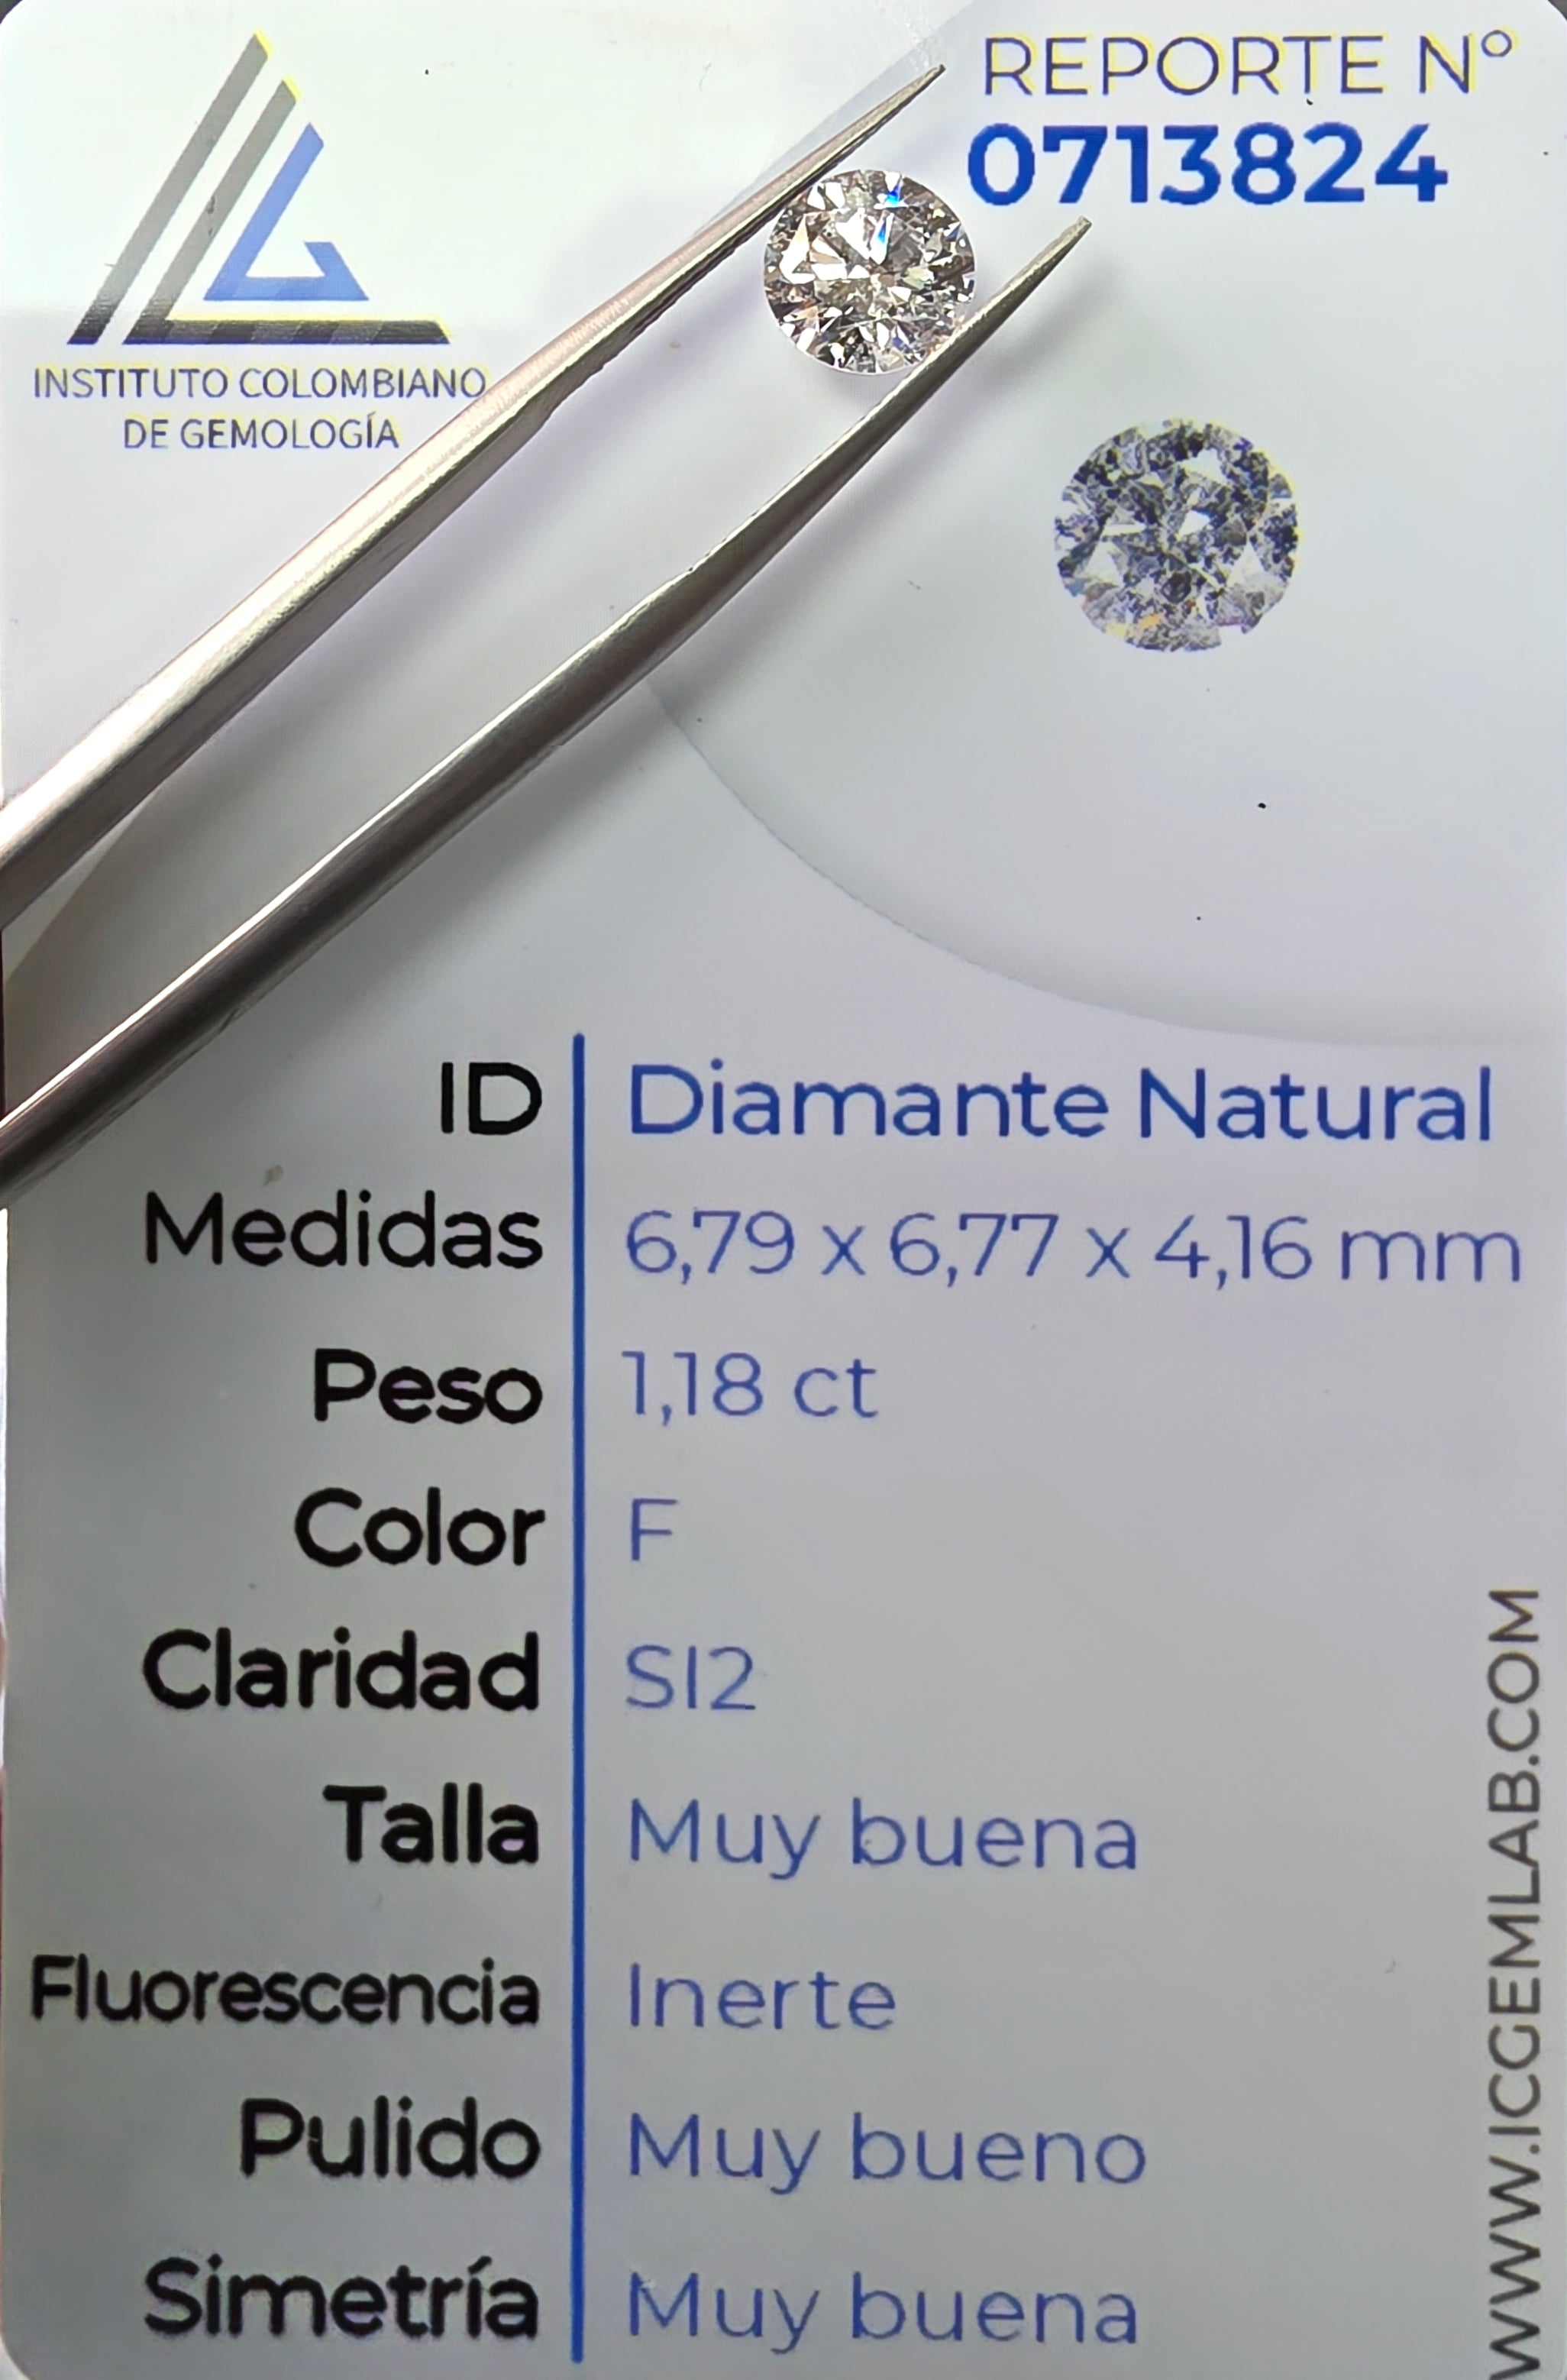 REPORTE Nº
0713824
INSTITUTO COLOMBIANO
DE GEMOLOGÍA
ID Diamante Natural
Medidas 6,79 x 6,77 x 4,16 mm
Peso 1,18 ct
Color F
Claridad SI2
Talla Muy buena
Fluorescencia Inerte
Pulido Muy bueno
Simetría Muy buena
WWW.ICGEMLAB.COM